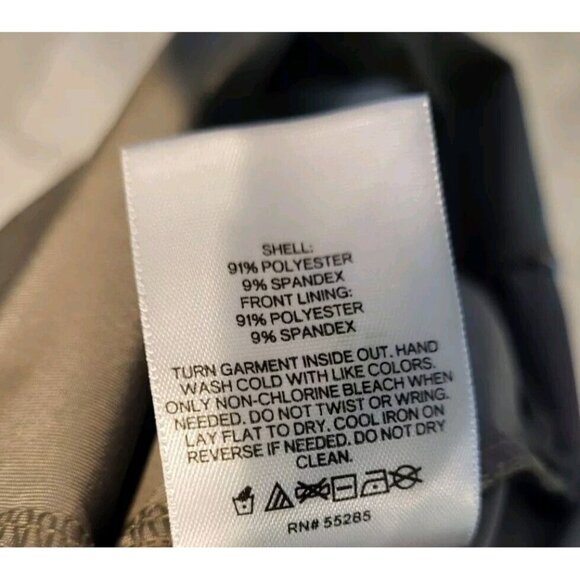 SHELL:
91% POLYESTER
9% SPANDEX
FRONT LINING:
91% POLYESTER
9% SPANDEX
TURN GARMENT INSIDE OUT. HAND
WASH COLD WITH LIKE COLORS.
ONLY NON-CHLORINE BLEACH WHEN
NEEDED. DO NOT TWIST OR WRING.
LAY FLAT TO DRY. COOL IRON ON
REVERSE IF NEEDED. DO NOT DRY
CLEAN.
RN# 55285